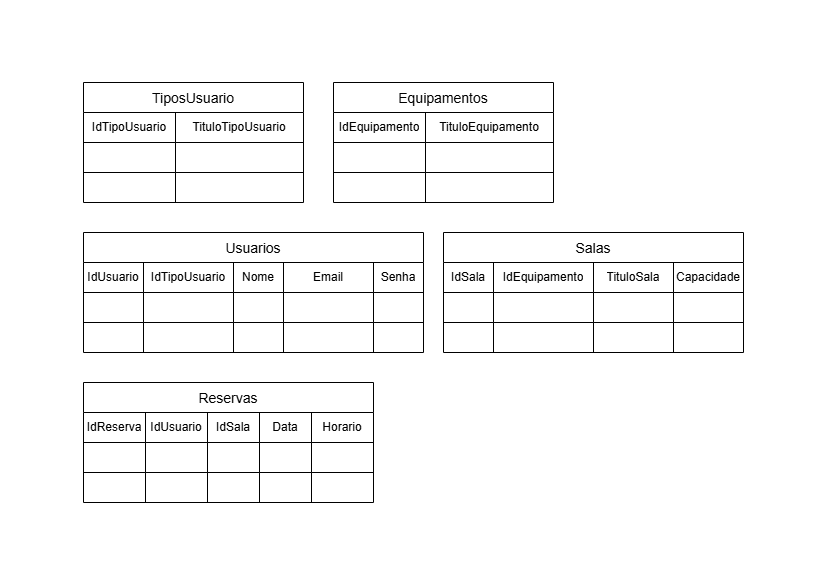 TiposUsuario
IdTipoUsuario TituloTipoUsuario
Equipamentos
IdEquipamento TituloEquipamento
Usuarios
IdUsuario IdTipoUsuario Nome Email Senha
Salas
IdSala IdEquipamento TituloSala Capacidade
Reservas
IdReserva IdUsuario IdSala Data Horario